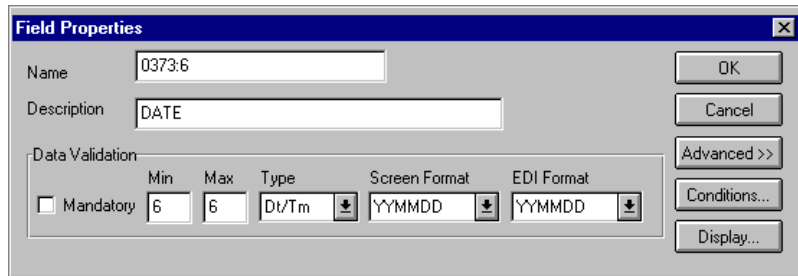 Field Properties
Name 0373:6 OK
Description DATE Cancel
Data Validation Advanced >>
Min Max Type Screen Format EDI Format
Mandatory 6 6 Dt/Tm YYMMDD YYMMDD Conditions...
Display...